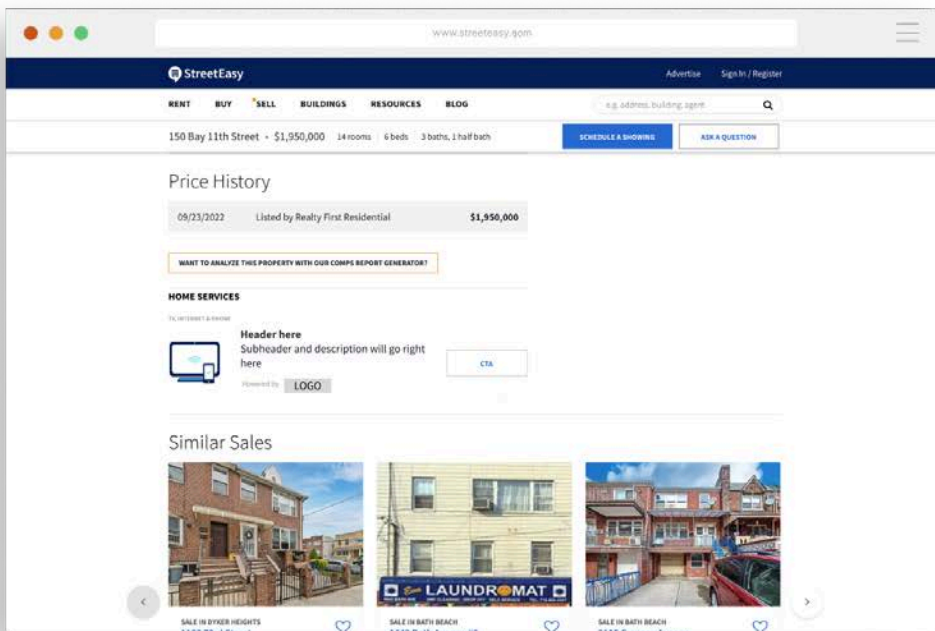 www.streeteasy.com
StreetEasy
Advertise Sign In / Register
RENT BUY SELL BUILDINGS RESOURCES BLOG
e.g. address, building, agent
150 Bay 11th Street • $1,950,000 14 rooms 6 beds 3 baths, 1 half bath
SCHEDULE A SHOWING ASK A QUESTION
Price History
09/23/2022 Listed by Realty First Residential $1,950,000
WANT TO ANALYZE THIS PROPERTY WITH OUR COMPS REPORT GENERATOR?
HOME SERVICES
TV, INTERNET & PHONE
Header here
Subheader and description will go right
here
CTA
Powered by LOGO
Similar Sales
LAUNDROMAT
SALE IN DYKER HEIGHTS
SALE IN BATH BEACH
SALE IN BATH BEACH